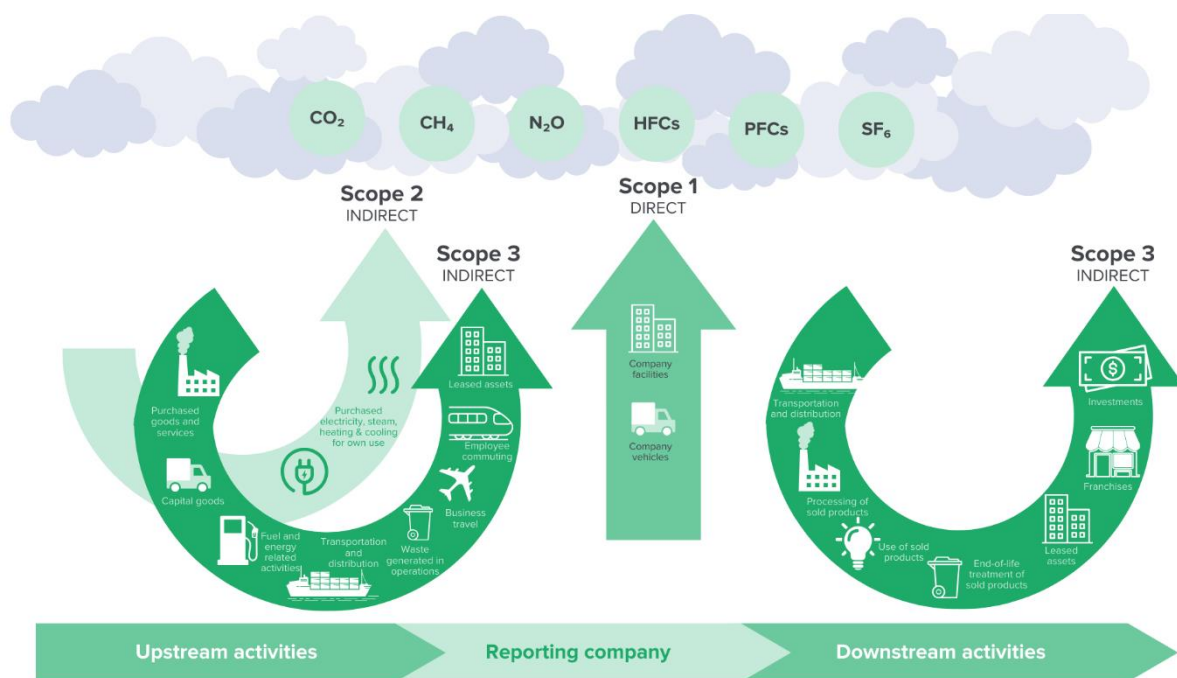 CO₂
CH₄
N₂O
HFCs
PFCs
SF₆
Scope 2
INDIRECT
Scope 1
DIRECT
Scope 3
INDIRECT
Scope 3
INDIRECT
Purchased
goods and
services
Capital goods
Fuel and
energy
related
activities
Transportation
and
distribution
Waste
generated in
operations
Business
travel
Employee
commuting
Leased assets
Purchased
electricity, steam,
heating & cooling
for own use
Company
facilities
Company
vehicles
Transportation
and distribution
Processing of
sold products
Use of sold
products
End-of-life
treatment of
sold products
Leased
assets
Franchises
Investments
Upstream activities
Reporting company
Downstream activities